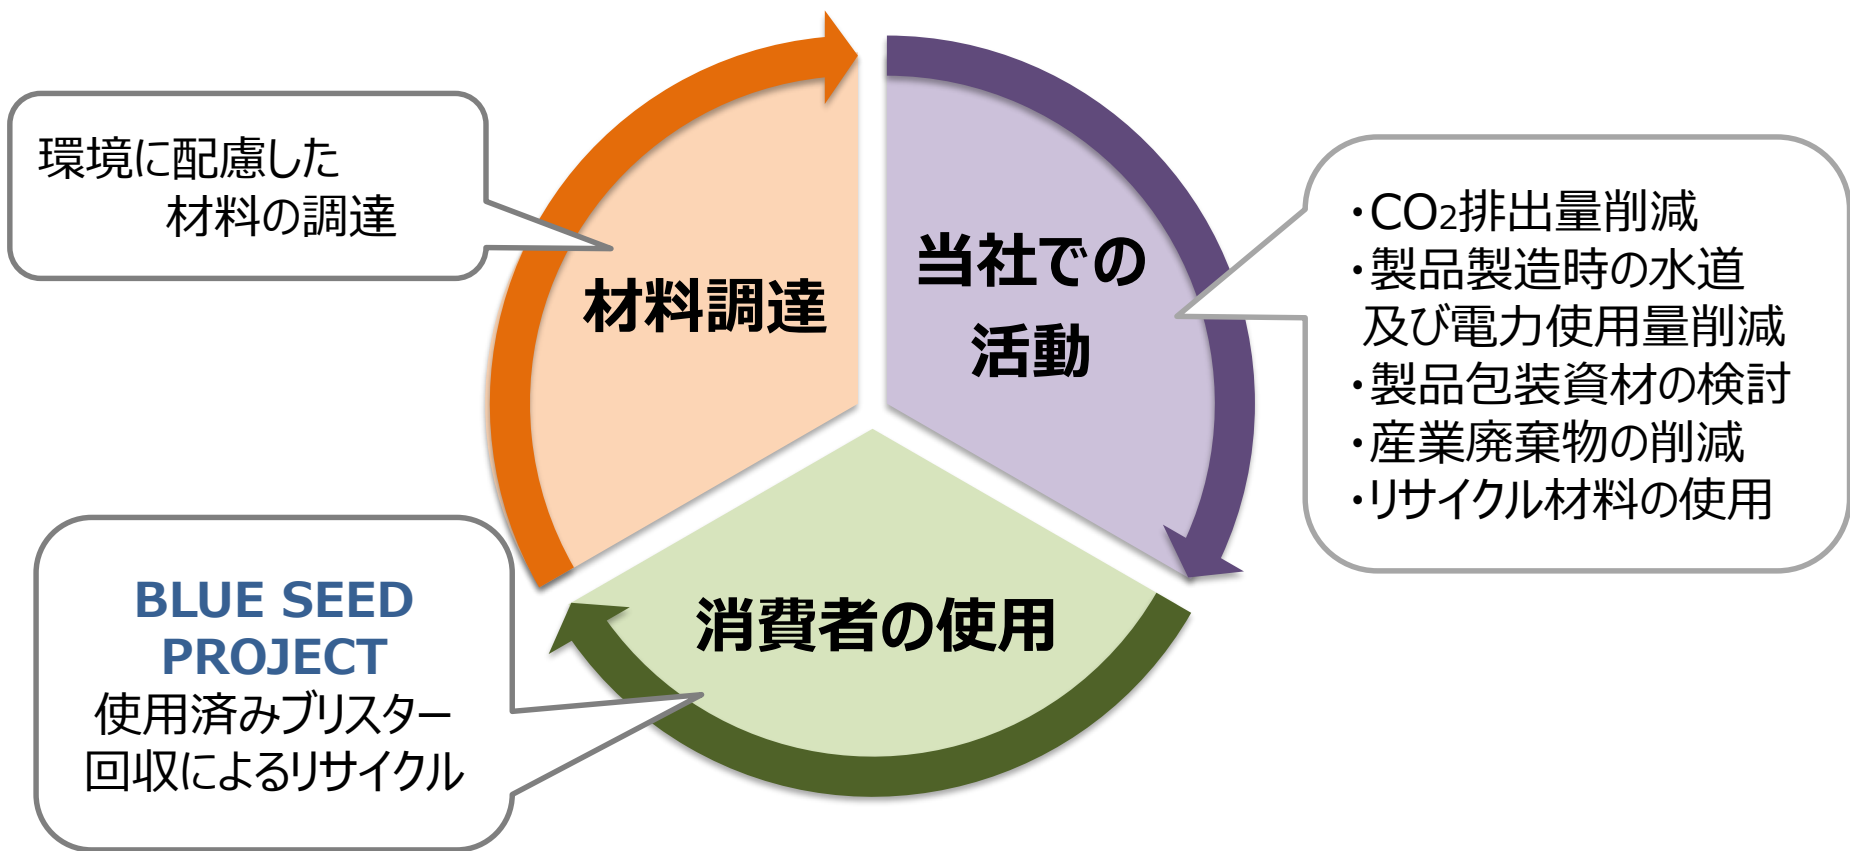 環境に配慮した
材料の調達
材料調達
当社での
活動
・CO₂排出量削減
・製品製造時の水道
及び電力使用量削減
・製品包装資材の検討
・産業廃棄物の削減
・リサイクル材料の使用
消費者の使用
BLUE SEED
PROJECT
使用済みブリスター
回収によるリサイクル